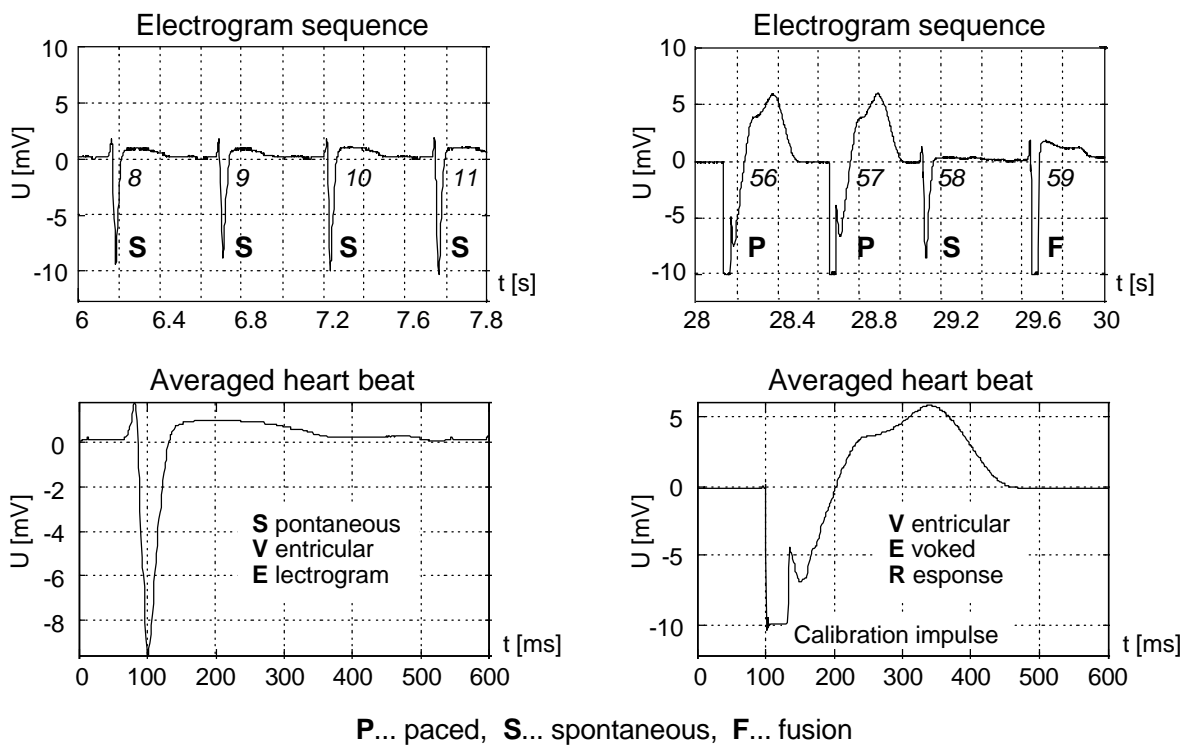 Electrogram sequence
10
5
0
-5
-10
U [mV]
8
9
10
11
S
S
S
S
t [s]
6
6.4
6.8
7.2
7.6
7.8
Electrogram sequence
10
5
0
-5
-10
U [mV]
56
57
58
59
P
P
S
F
t [s]
28
28.4
28.8
29.2
29.6
30
Averaged heart beat
0
-2
-4
-6
-8
U [mV]
S pontaneous
V entricular
E lectrogram
t [ms]
0
100
200
300
400
500
600
Averaged heart beat
5
0
-5
-10
U [mV]
V entricular
E voked
R esponse
Calibration impulse
t [ms]
0
100
200
300
400
500
600
P... paced, S... spontaneous, F... fusion